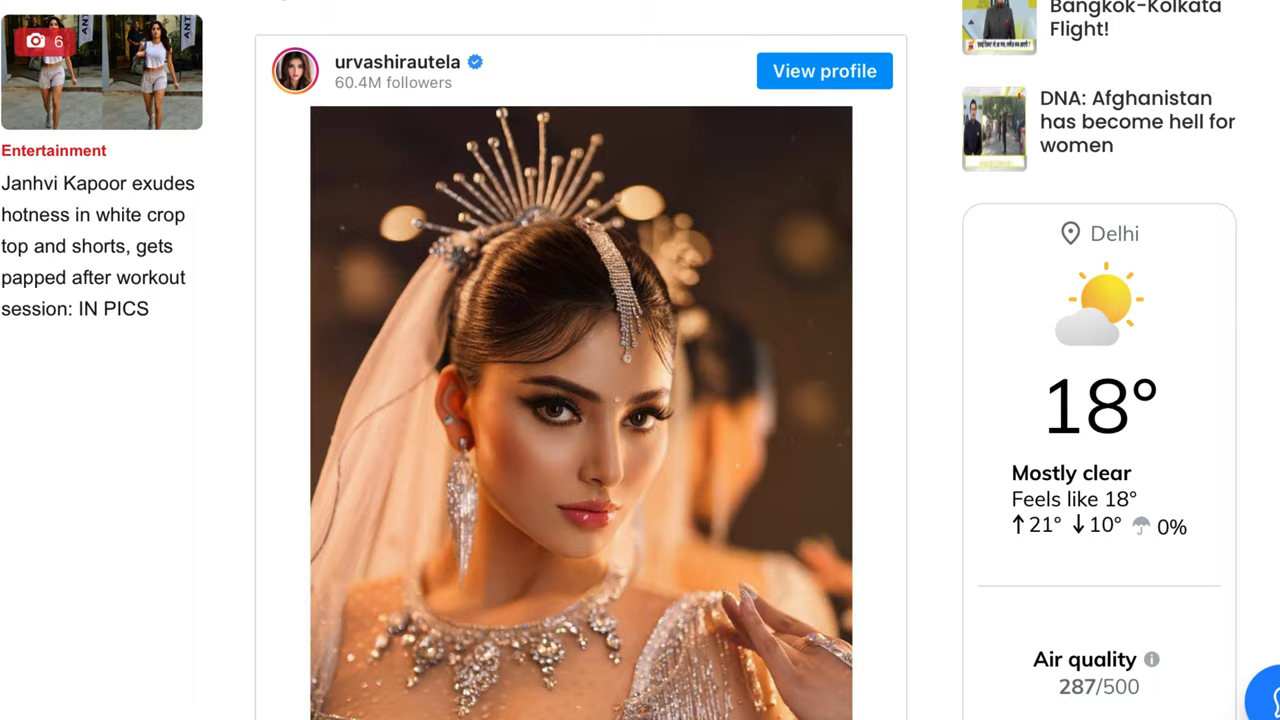 6
ANT
ANT
Entertainment
Janhvi Kapoor exudes
hotness in white crop
top and shorts, gets
papped after workout
session: IN PICS
urvashirautela
60.4M followers
View profile
Bangkok-Kolkata
Flight!
DNA: Afghanistan
has become hell for
women
Delhi
18°
Mostly clear
Feels like 18°
↑21° ↓10° 0%
Air quality
287/500